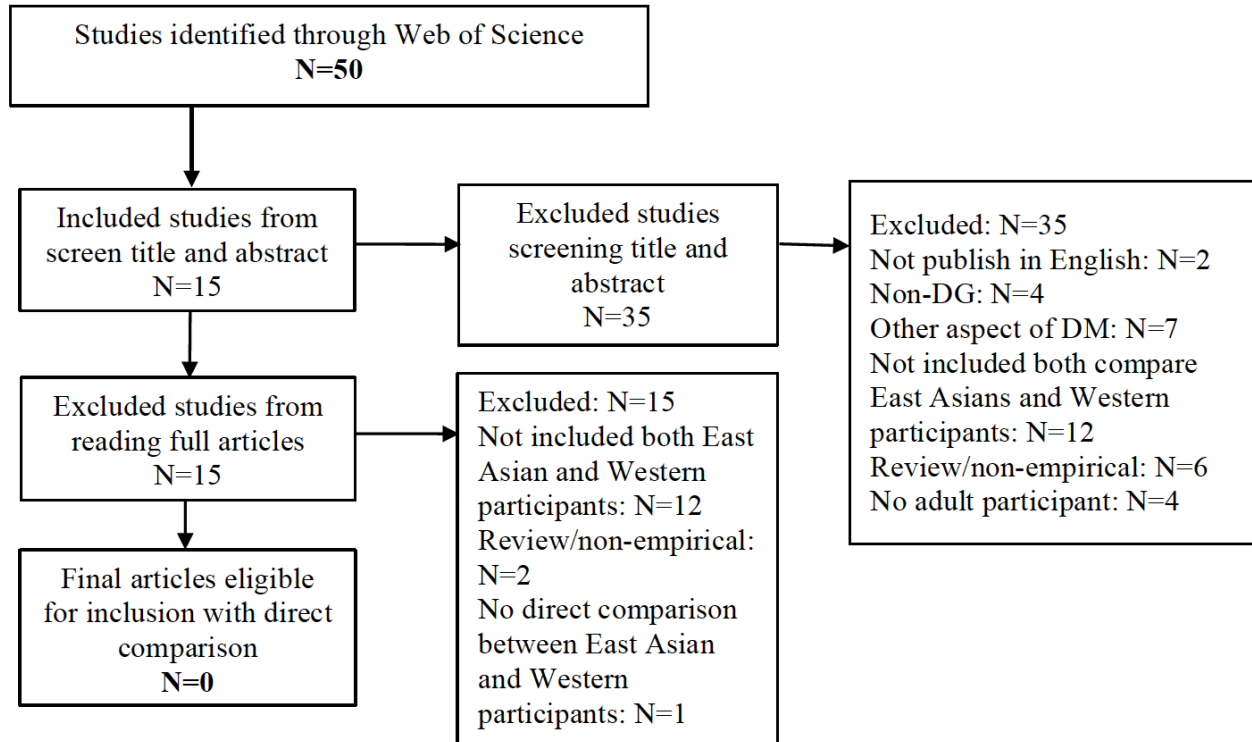 Studies identified through Web of Science
N=50
Included studies from
screen title and abstract
N=15
Excluded studies
screening title and
abstract
N=35
Excluded: N=35
Not publish in English: N=2
Non-DG: N=4
Other aspect of DM: N=7
Not included both compare
East Asians and Western
participants: N=12
Review/non-empirical: N=6
No adult participant: N=4
Excluded studies from
reading full articles
N=15
Excluded: N=15
Not included both East
Asian and Western
participants: N=12
Review/non-empirical:
N=2
No direct comparison
between East Asian
and Western
participants: N=1
Final articles eligible
for inclusion with direct
comparison
N=0